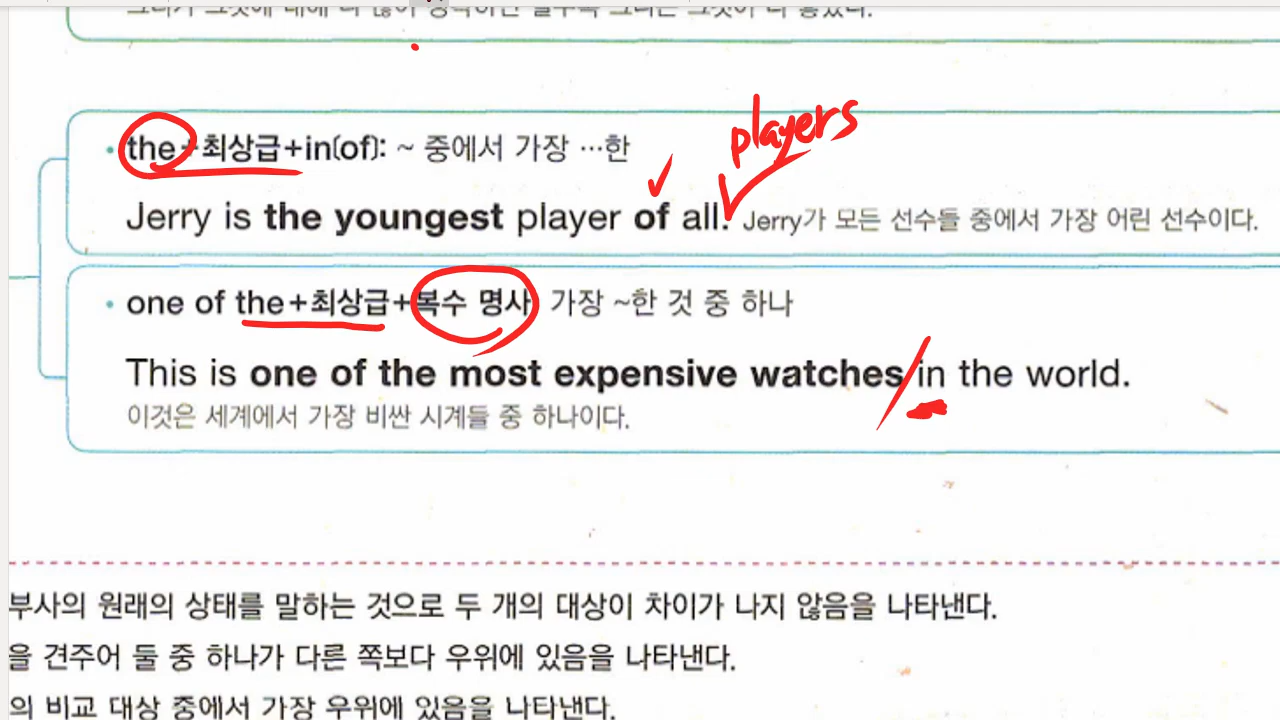 players
• the+최상급+in(of): ~ 중에서 가장 …한
Jerry is the youngest player of all. Jerry가 모든 선수들 중에서 가장 어린 선수이다.
• one of the+최상급+복수 명사 가장 ~한 것 중 하나
This is one of the most expensive watches in the world.
이것은 세계에서 가장 비싼 시계들 중 하나이다.
부사의 원래의 상태를 말하는 것으로 두 개의 대상이 차이가 나지 않음을 나타낸다.
을 견주어 둘 중 하나가 다른 쪽보다 우위에 있음을 나타낸다.
의 비교 대상 중에서 가장 우위에 있음을 나타낸다.